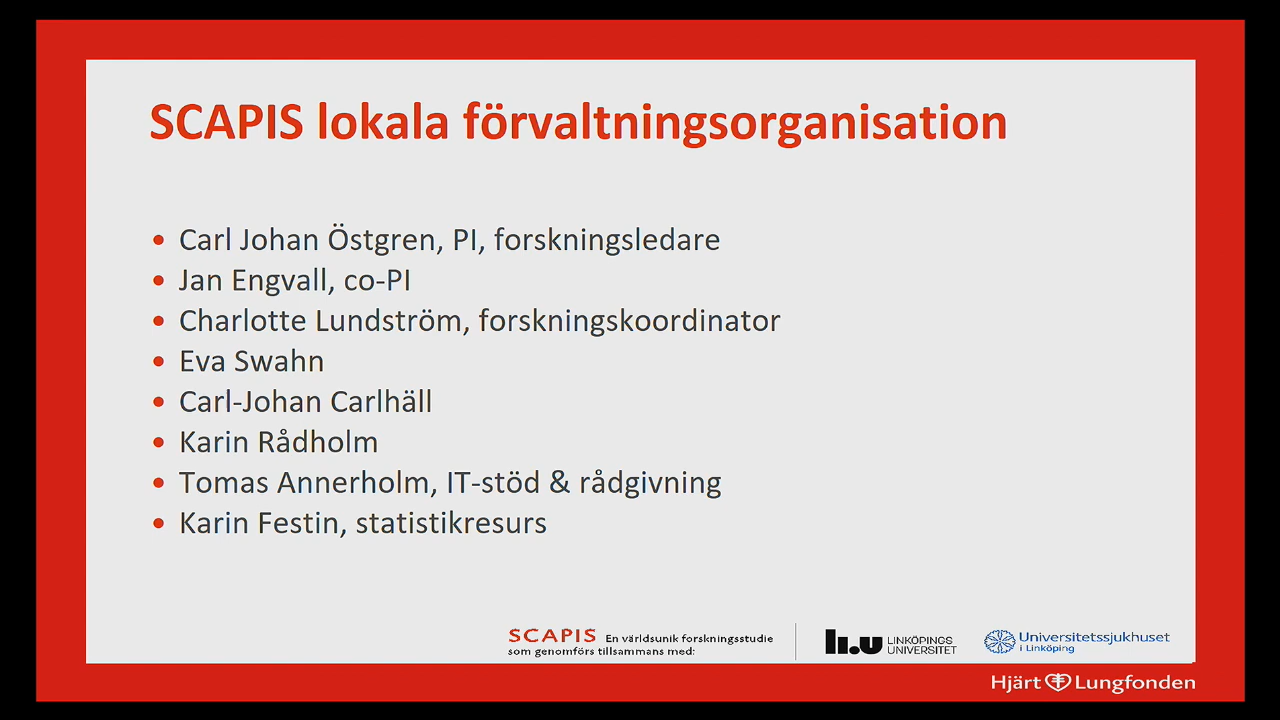 SCAPIS lokala förvaltningsorganisation
• Carl Johan Östgren, PI, forskningsledare
• Jan Engvall, co-PI
• Charlotte Lundström, forskningskoordinator
• Eva Swahn
• Carl-Johan Carlhäll
• Karin Rådholm
• Tomas Annerholm, IT-stöd & rådgivning
• Karin Festin, statistikresurs
SCAPIS En världsunik forskningsstudie
som genomförs tillsammans med:
li.u LINKÖPINGS
UNIVERSITET
Universitetssjukhuset
i Linköping
Hjärt Lungfonden